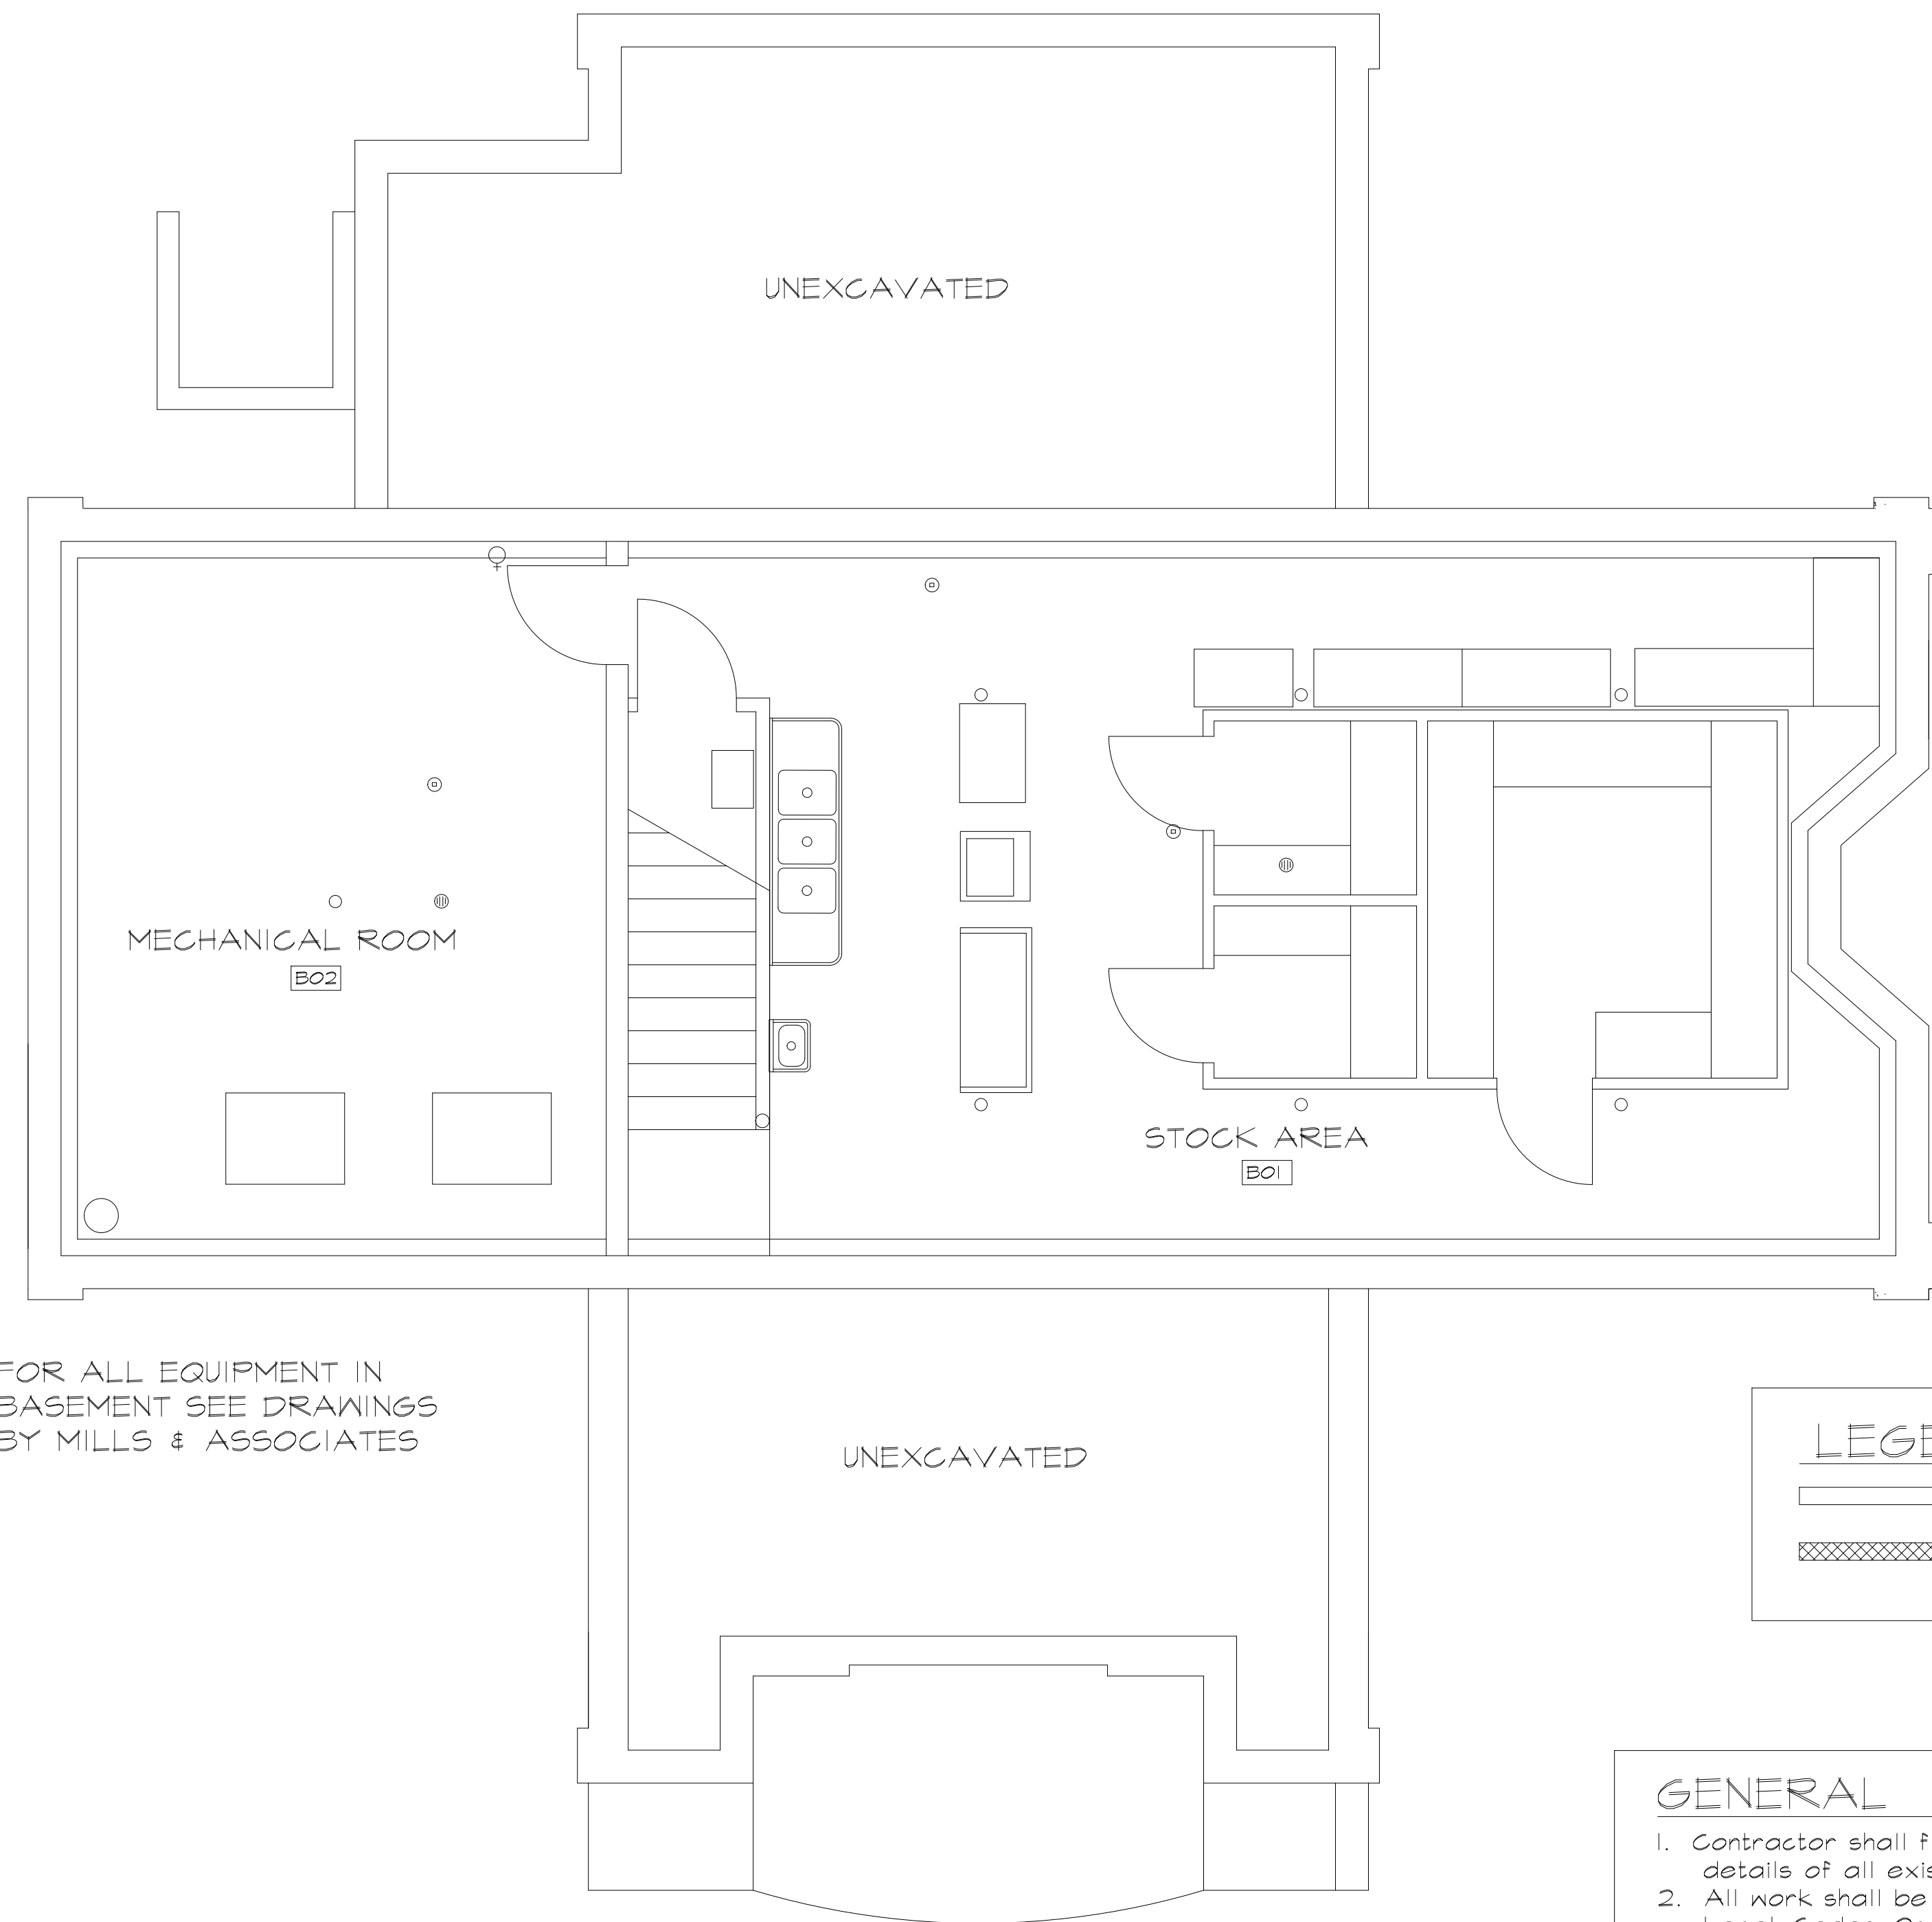 UNEXCAVATED
MECHANICAL ROOM
B02
STOCK AREA
B01
FOR ALL EQUIPMENT IN
BASEMENT SEE DRAWINGS
BY MILLS & ASSOCIATES
UNEXCAVATED
GENERAL
1. Contractor shall
details of all
2. All work shall be